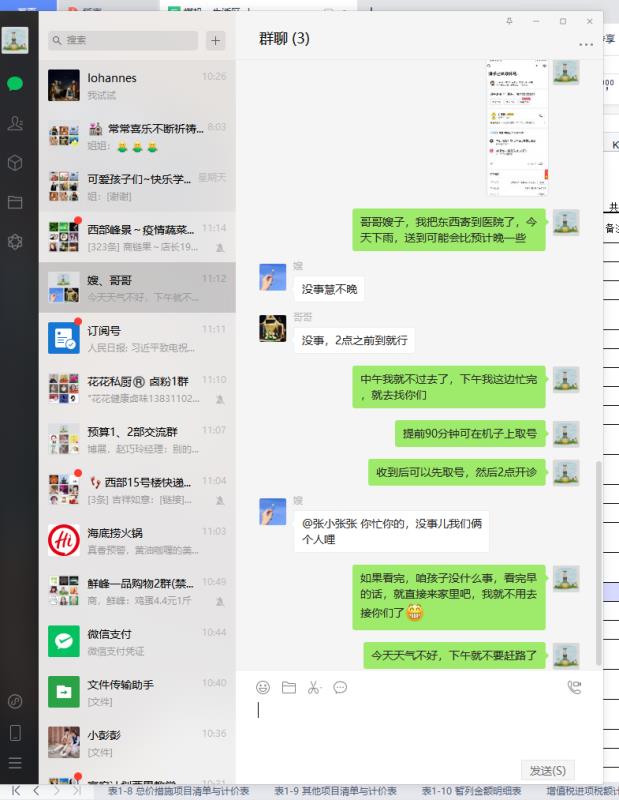 搜索
Iohannes
10:26
我试试
常常喜乐不断祈祷...
8:03
姐姐：
可爱孩子们~快乐学...
星期天
姐：[谢谢]
西部峰景～疫情蔬菜...
11:14
[323条] 商链果～店长19...
嫂、哥哥
11:12
今天天气不好，下午就不...
订阅号
11:11
人民日报: 习近平致电祝...
花花私厨® 卤粉1群
11:10
"花花健康卤味13831102...
预算1、2部交流群
11:07
博展，赵巧玲经理：别的...
西部15号楼快递...
11:04
[3条] 吉祥如意：[链接]...
海底捞火锅
11:03
真香预警，黄油咖喱的美...
鲜峰一品购物2群(禁...
10:49
商，鲜峰：鸡蛋4.4元1斤
微信支付
10:44
微信支付凭证
文件传输助手
10:40
[文件]
小彭彭
10:36
[文件]
10:31
群聊 (3)
哥哥嫂子，我把东西寄到医院了，今
天下雨，送到可能会比预计晚一些
嫂
没事慧不晚
哥哥
没事，2点之前到就行
中午我就不过去了，下午我这边忙完
，就去找你们
提前90分钟可在机子上取号
收到后可以先取号，然后2点开诊
嫂
@张小张张 你忙你的，没事儿我们俩
个人哩
如果看完，咱孩子没什么事，看完早
的话，就直接来家里吧，我就不用去
接你们了
今天天气不好，下午就不要赶路了
发送(S)
表1-8 总价措施项目清单与计价表
表1-9 其他项目清单与计价表
表1-10 暂列金额明细表
增值税进项税额计